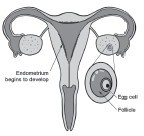 Endometrium
begins to develop
Egg cell
Follicle